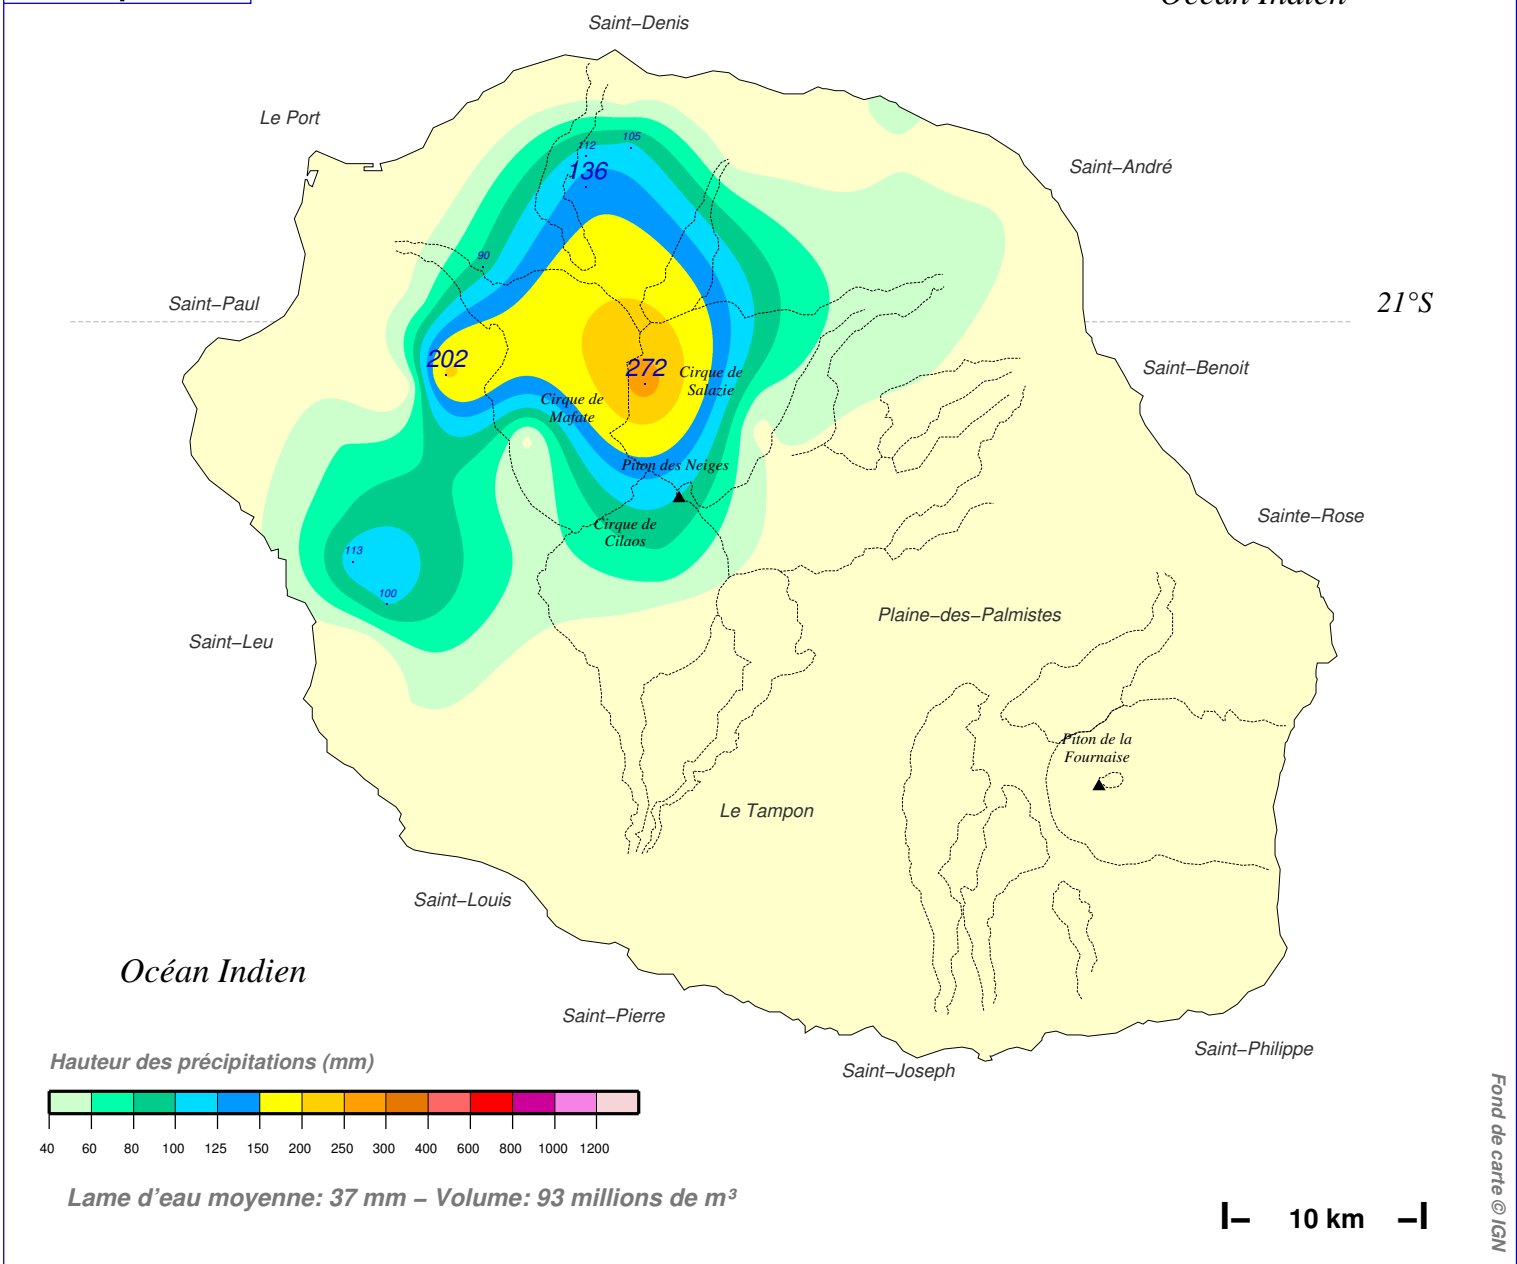 Océan Indien
Saint–Denis
Le Port
105
112
136
Saint–André
90
Saint–Paul
21°S
202
272
Cirque de
Salazie
Saint–Benoit
Cirque de
Mafate
Piton des Neiges
Sainte–Rose
Cirque de
Cilaos
113
100
Plaine–des–Palmistes
Saint–Leu
Piton de la
Fournaise
Le Tampon
Saint–Louis
Océan Indien
Saint–Pierre
Saint–Philippe
Saint–Joseph
Hauteur des précipitations (mm)
40 60 80 100 125 150 200 250 300 400 600 800 1000 1200
Lame d'eau moyenne: 37 mm – Volume: 93 millions de m³
10 km
Fond de carte © IGN